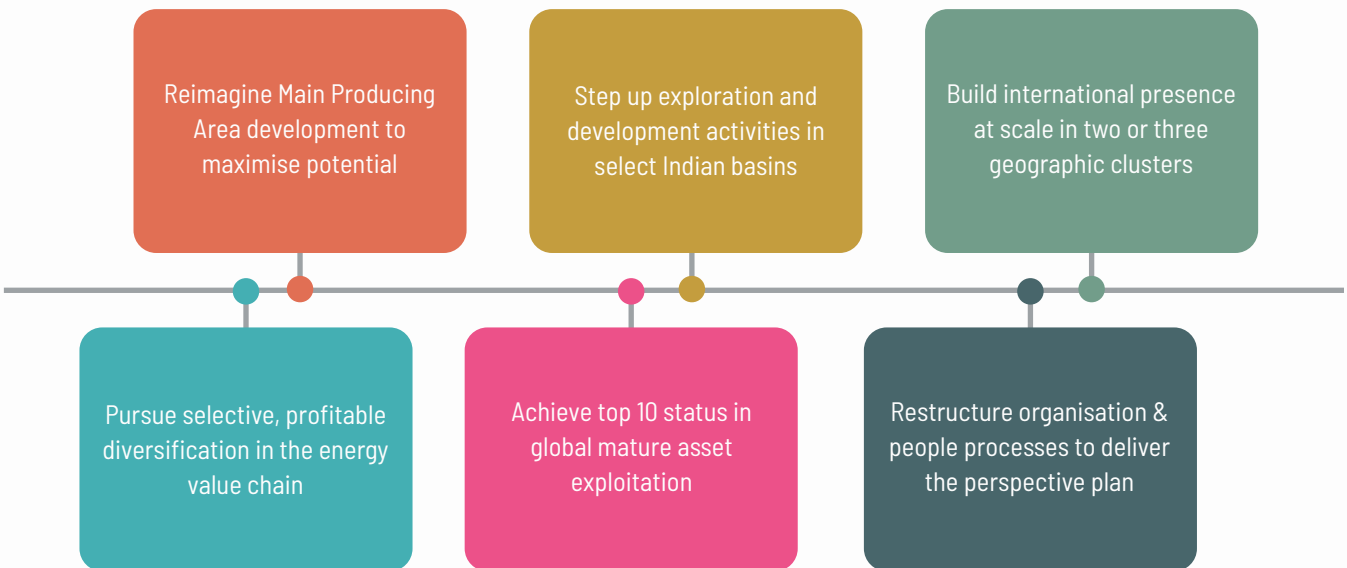 Reimagine Main Producing
Area development to
maximise potential
Step up exploration and
development activities in
select Indian basins
Build international presence
at scale in two or three
geographic clusters
Pursue selective, profitable
diversification in the energy
value chain
Achieve top 10 status in
global mature asset
exploitation
Restructure organisation &
people processes to deliver
the perspective plan